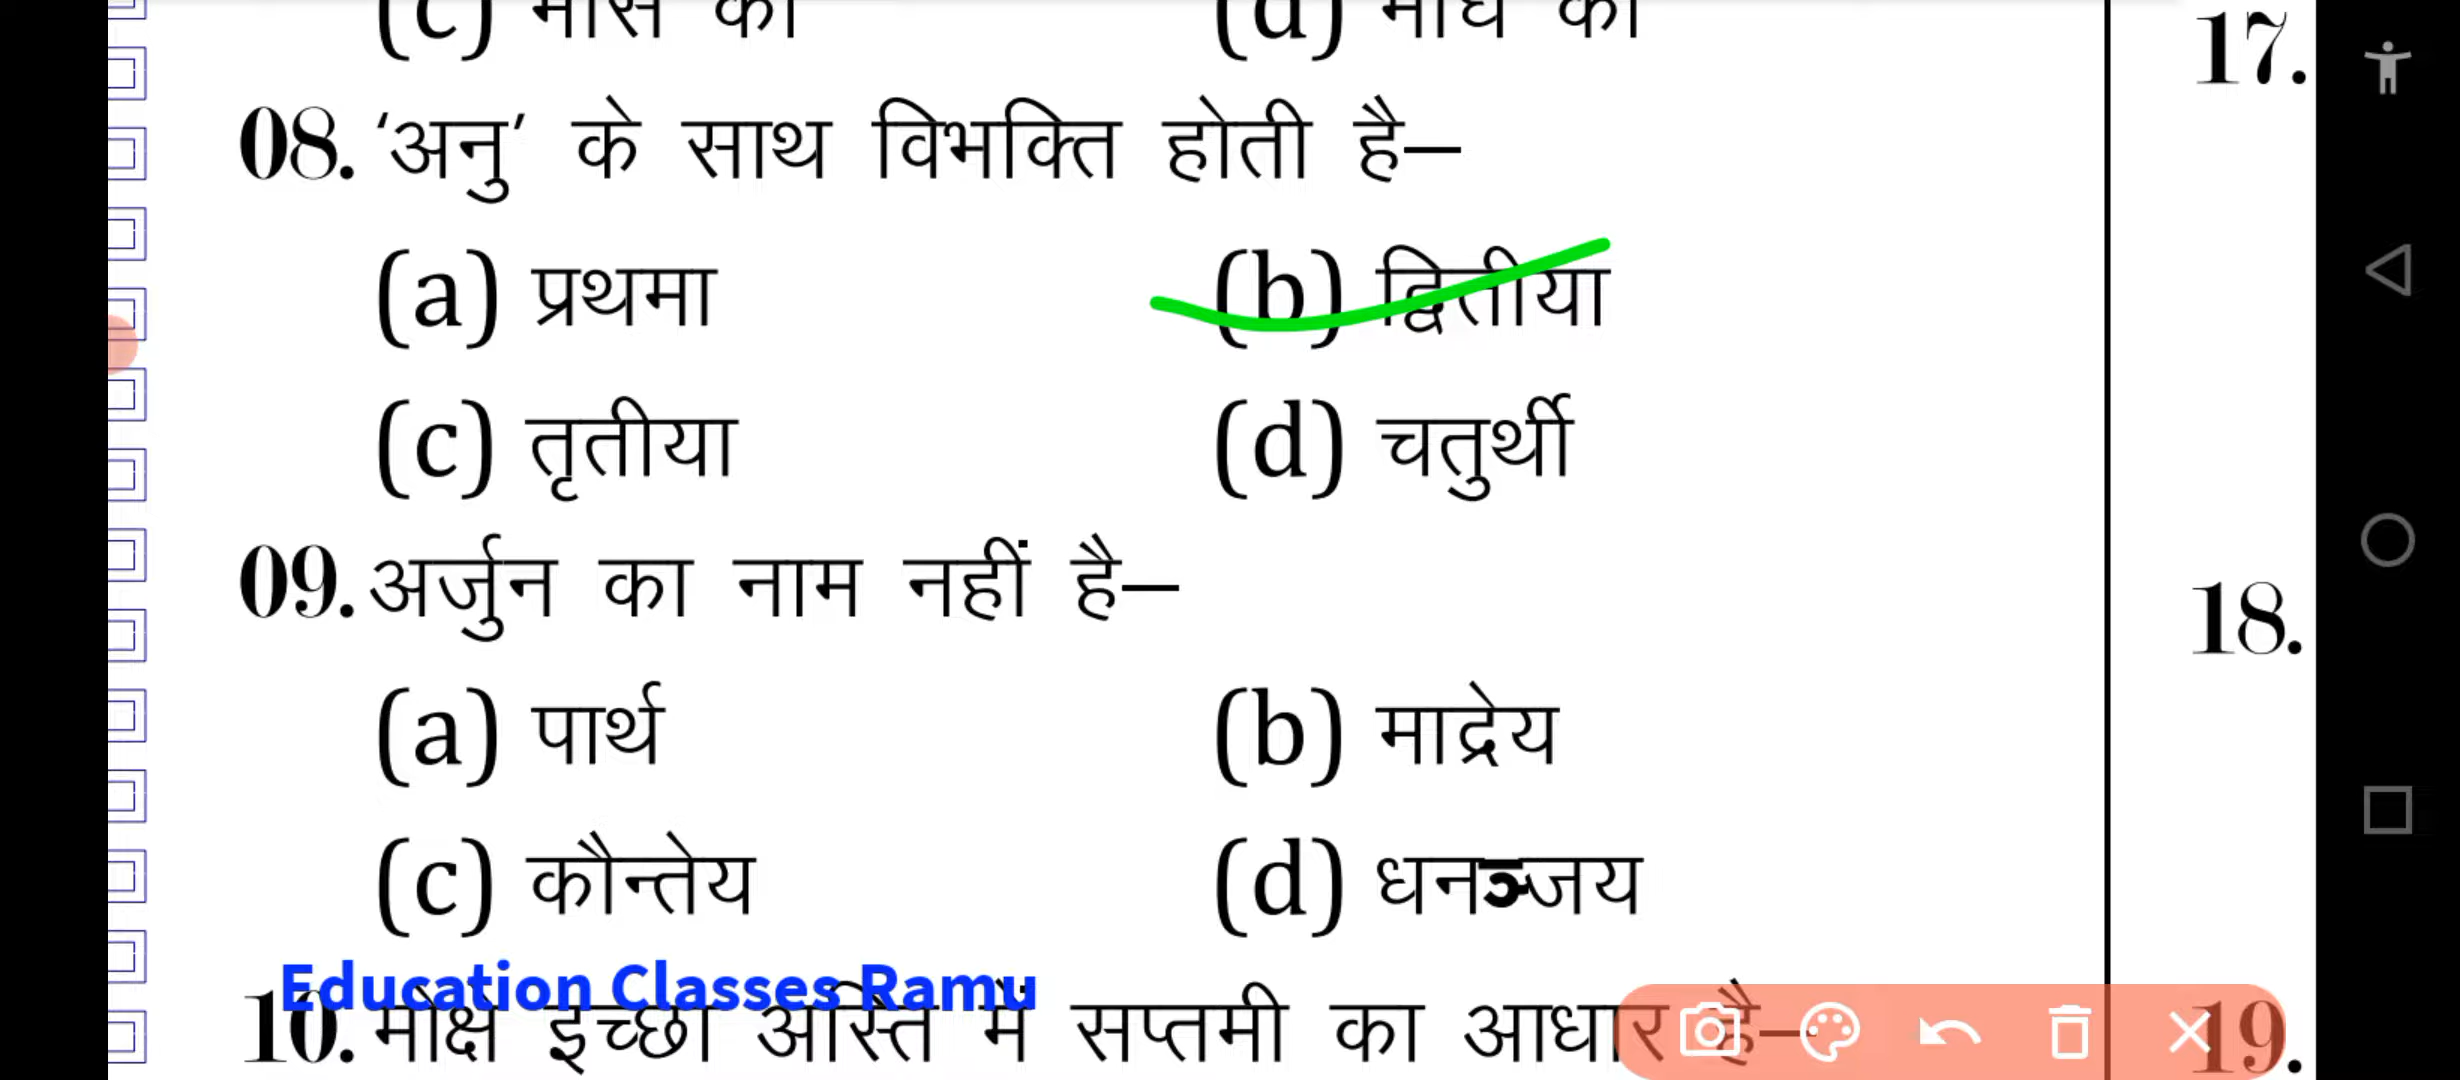 (c) मास को (d) माघ को
08. ‘अनु’ के साथ विभक्ति होती है–
(a) प्रथमा (b) द्वितीया
(c) तृतीया (d) चतुर्थी
09. अर्जुन का नाम नहीं है–
(a) पार्थ (b) माद्रेय
(c) कौन्तेय (d) धनञ्जय
Education Classes Ramu
10. मोक्षे इच्छा अस्ति में सप्तमी का आधार है–
17.
18.
19.